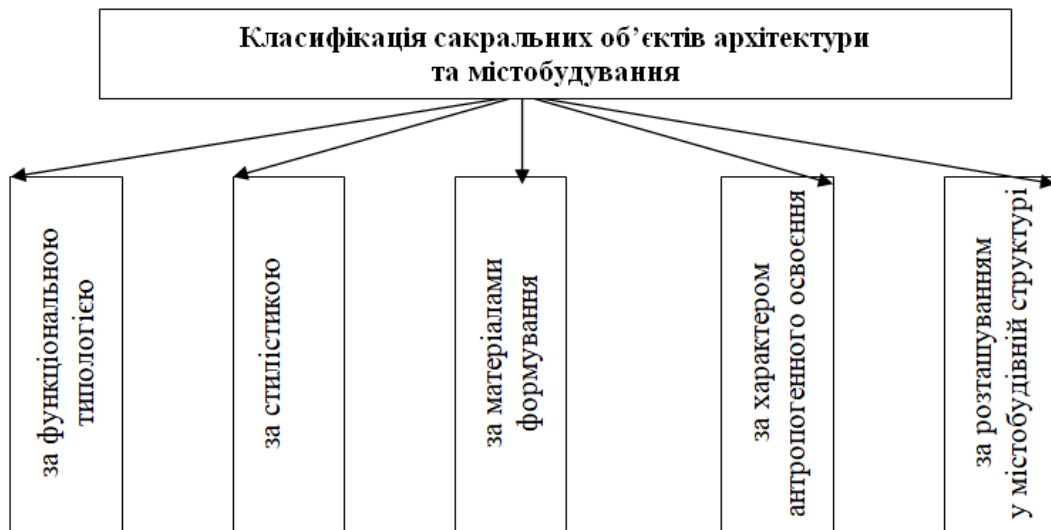 Класифікація сакральних об’єктів архітектури
та містобудування
за функціональною
типологією
за стилістикою
за матеріалами
формування
за характером
антропогенного освоєння
за розташуванням
у містобудівній структурі